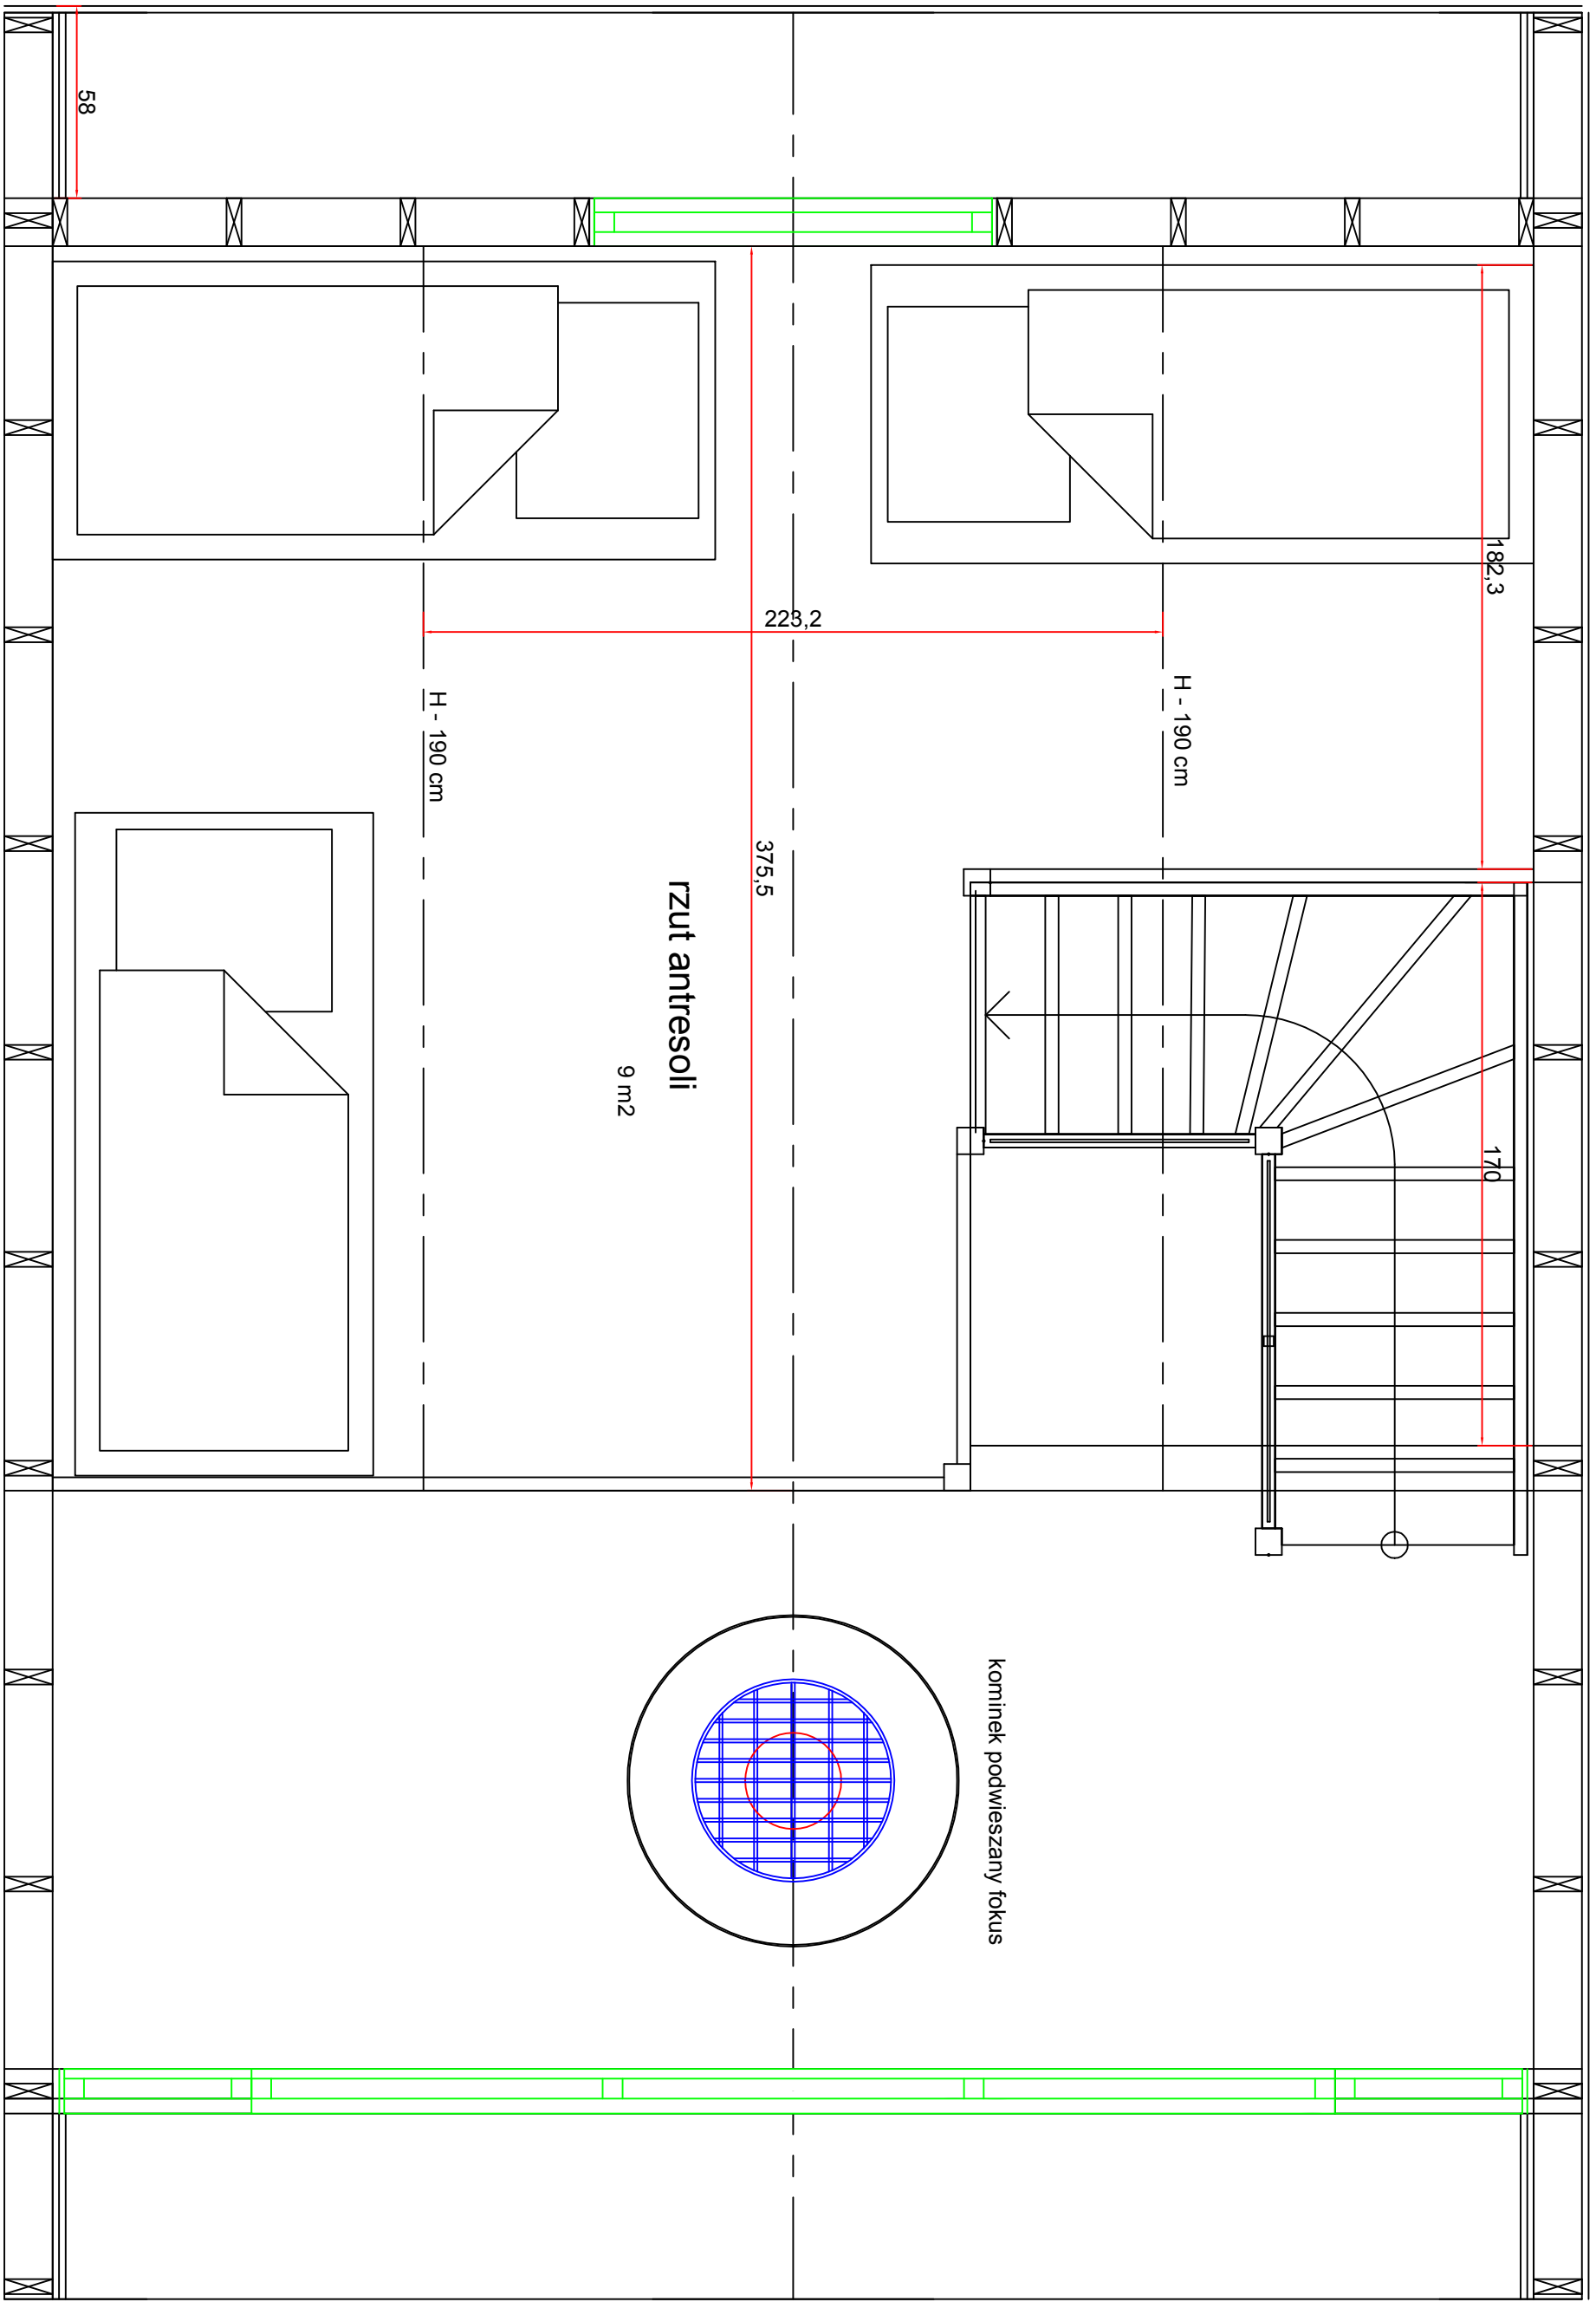 58
182,3
223,2
H - 190 cm
H - 190 cm
375,5
rzut antresoli
9 m2
170
kominek podwieszany fokus